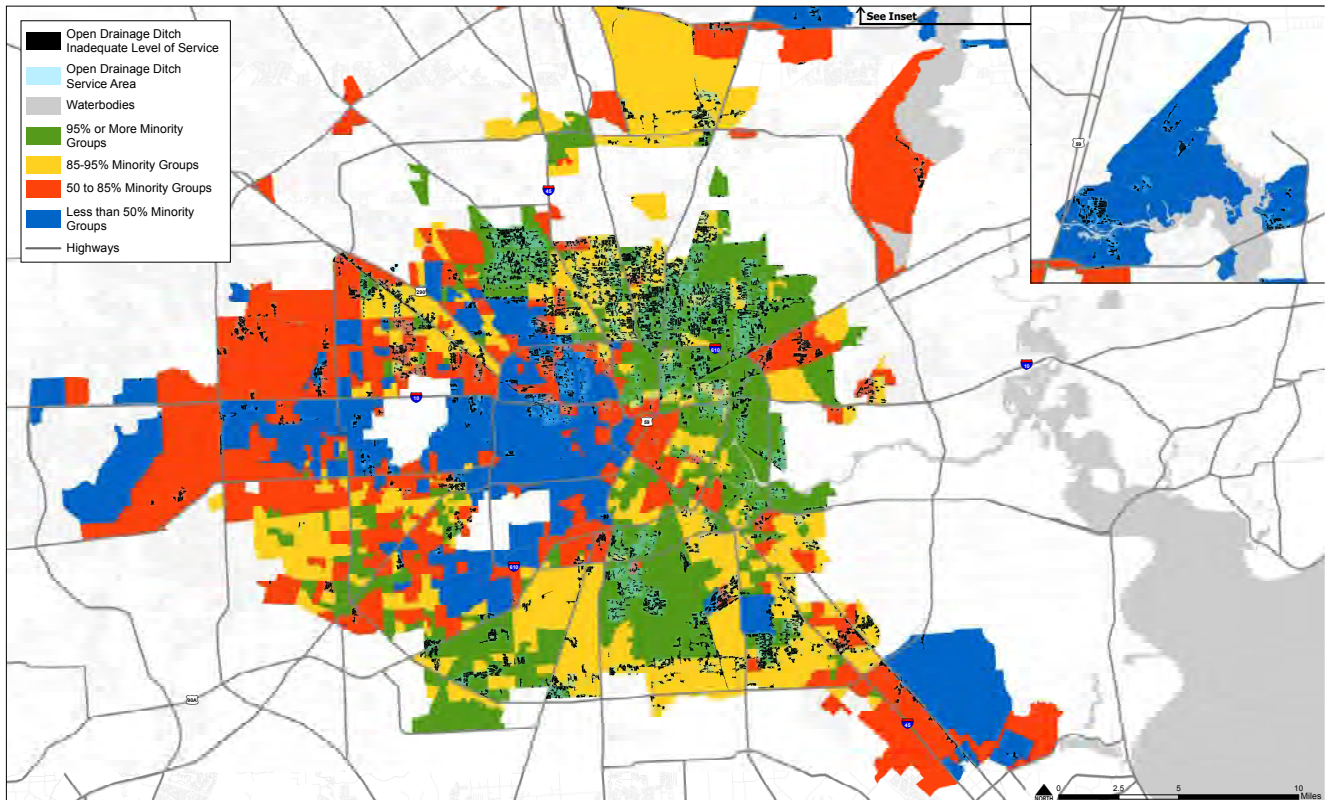 Open Drainage Ditch
Inadequate Level of Service
Open Drainage Ditch
Service Area
Waterbodies
95% or More Minority
Groups
85-95% Minority Groups
50 to 85% Minority Groups
Less than 50% Minority
Groups
Highways
See Inset
59
45
290
610
10
10
59
610
90A
45
NORTH
0 2.5 5 10
Miles